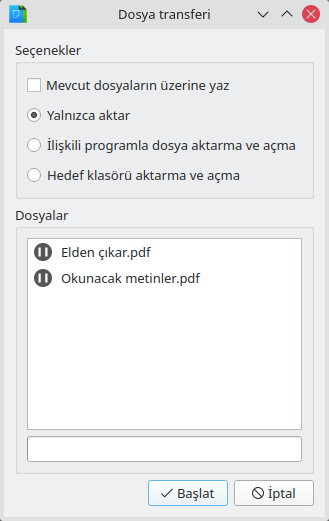 Dosya transferi
Seçenekler
Mevcut dosyaların üzerine yaz
Yalnızca aktar
İlişkili programla dosya aktarma ve açma
Hedef klasörü aktarma ve açma
Dosyalar
Elden çıkar.pdf
Okunacak metinler.pdf
Başlat
İptal